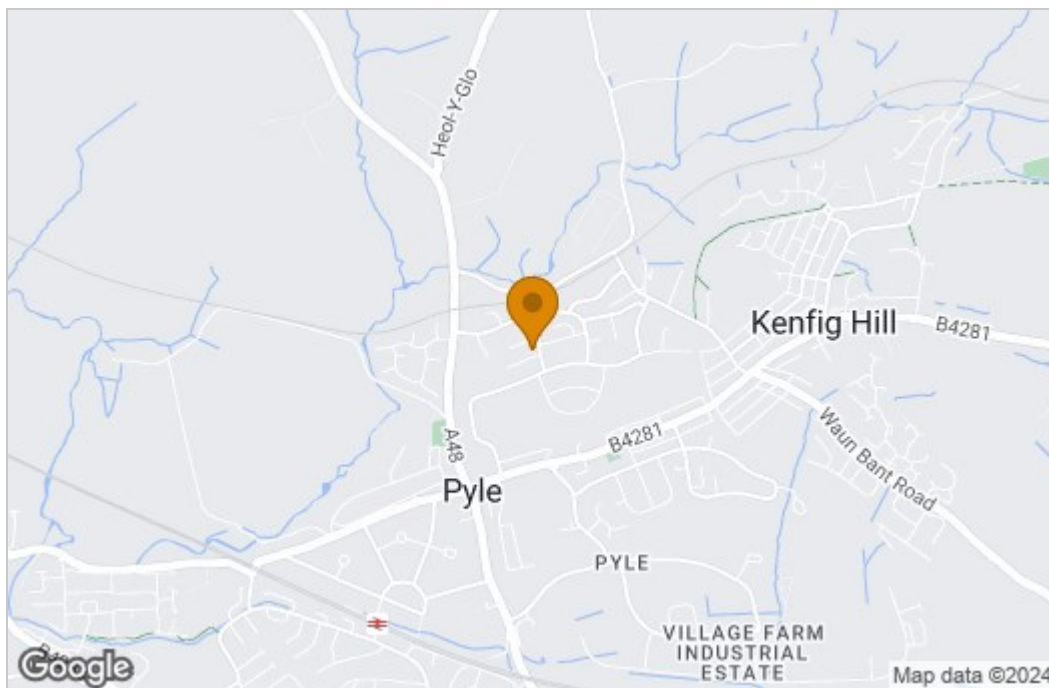 Heol-Y-Glo
Kenfig Hill
B4281
A48
B4281
Waun Bant Road
Pyle
PYLE
VILLAGE FARM
INDUSTRIAL
ESTATE
Google
Map data ©2024